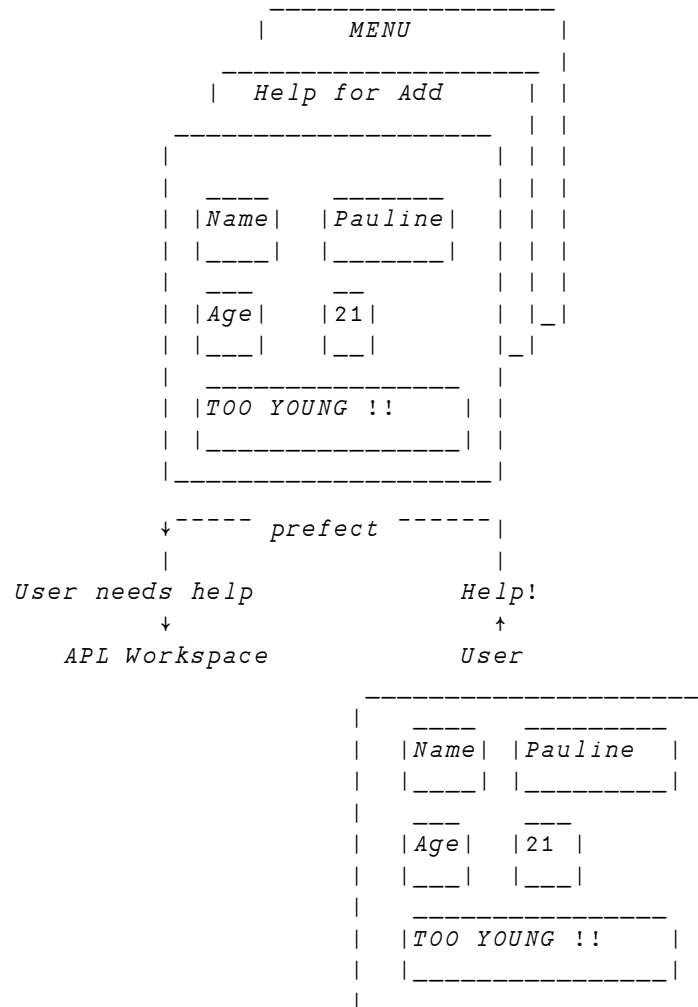 MENU
Help for Add
Name Pauline
Age 21
TOO YOUNG !!
prefect
User needs help Help!
APL Workspace User
Name Pauline
Age 21
TOO YOUNG !!